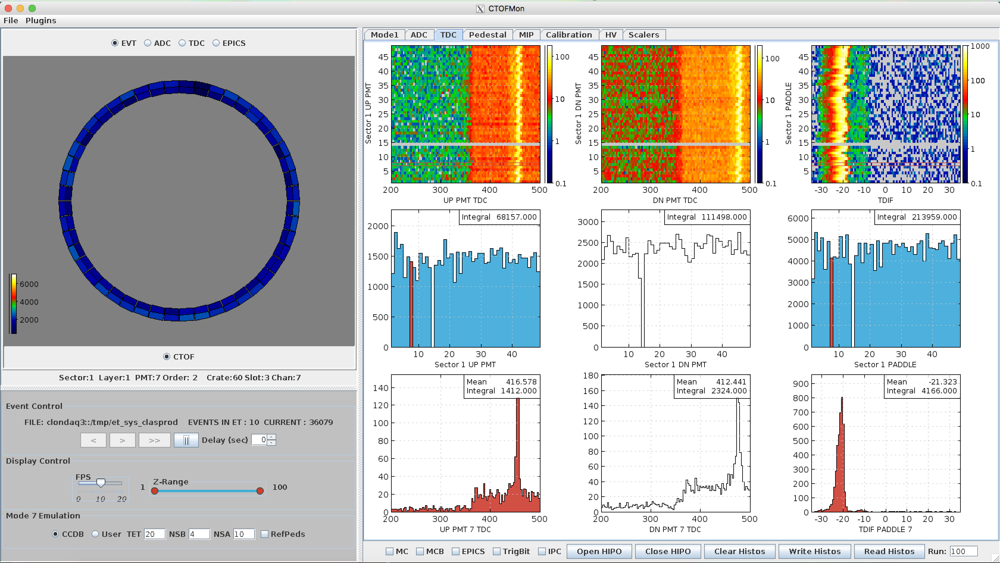 CTOFMon
File Plugins
EVT ADC TDC EPICS
6000
4000
2000
CTOF
Sector:1 Layer:1 PMT:7 Order: 2 Crate:60 Slot:3 Chan:7
Event Control
FILE: clondaq3::/tmp/et_sys_clasprod EVENTS IN ET : 10 CURRENT : 36079
< > >> || Delay (sec) 0
Display Control
FPS
0 10 20
1 Z-Range 100
Mode 7 Emulation
CCDB User TET 20 NSB 4 NSA 10 RefPeds
Mode1 ADC TDC Pedestal MIP Calibration HV Scalers
Sector 1 UP PMT
45
40
35
30
25
20
15
10
5
200 300 400 500
UP PMT TDC
100
10
1
0.1
Sector 1 DN PMT
45
40
35
30
25
20
15
10
5
200 300 400 500
DN PMT TDC
100
10
1
0.1
Sector 1 PADDLE
45
40
35
30
25
20
15
10
5
-30 -20 -10 0 10 20 30
TDIF
1000
100
10
1
0.1
Integral 68157.000
2000
1500
1000
500
0
10 20 30 40
Sector 1 UP PMT
Integral 111498.000
3000
2500
2000
1500
1000
500
0
10 20 30 40
Sector 1 DN PMT
Integral 213959.000
6000
5000
4000
3000
2000
1000
0
10 20 30 40
Sector 1 PADDLE
Mean 416.578
Integral 1412.000
140
120
100
80
60
40
20
0
200 300 400 500
UP PMT 7 TDC
Mean 412.441
Integral 2324.000
180
160
140
120
100
80
60
40
20
0
200 300 400 500
DN PMT 7 TDC
Mean -21.323
Integral 4166.000
900
800
700
600
500
400
300
200
100
0
-30 -20 -10 0 10 20 30
TDIF PADDLE 7
MC MCB EPICS TrigBit IPC Open HIPO Close HIPO Clear Histos Write Histos Read Histos Run: 100